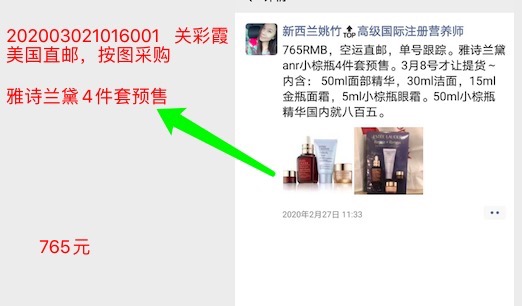 202003021016001 关彩霞
美国直邮，按图采购
雅诗兰黛4件套预售
765元
新西兰姚竹🔝高级国际注册营养师
765RMB，空运直邮，单号跟踪。雅诗兰黛
anr小棕瓶4件套预售。3月8号才让提货～
内含： 50ml面部精华，30ml洁面，15ml
金瓶面霜，5ml小棕瓶眼霜。50ml小棕瓶
精华国内就八百五。
2020年2月27日 11:33